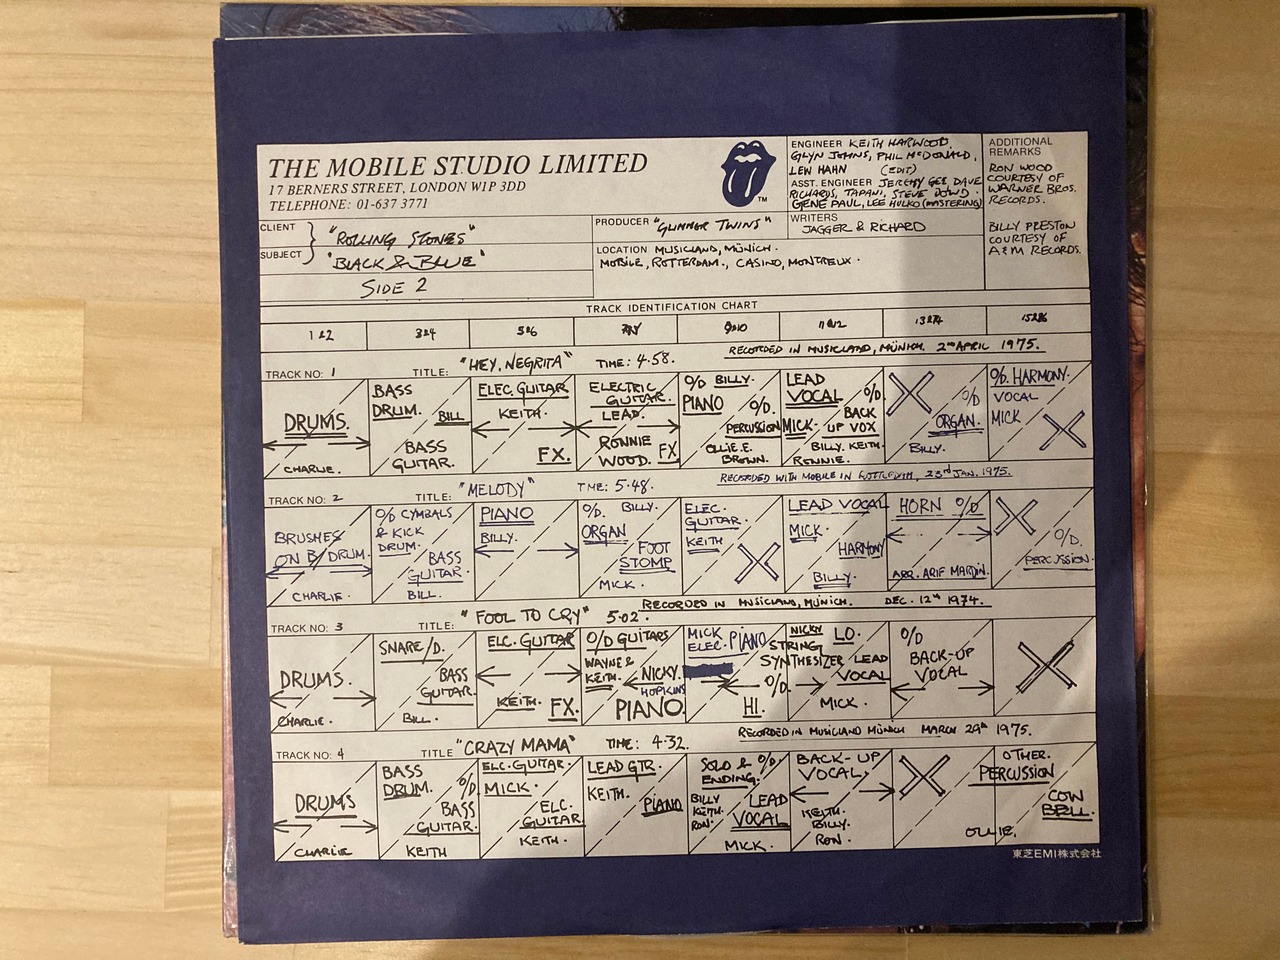 THE MOBILE STUDIO LIMITED
17 BERNERS STREET, LONDON W1P 3DD
TELEPHONE: 01-637 3771
TM
ENGINEER KEITH HARWOOD,
GLYN JOHNS, PHIL McDONALD,
LEW HAHN (EDIT)
ASST. ENGINEER JEREMY GEE, DAVE
RICHARDS, TAPANI, STEVE DOWD.
GENE PAUL, LEE HULKO (MASTERING)
ADDITIONAL
REMARKS
RON WOOD
COURTESY OF
WARNER BROS.
RECORDS.
BILLY PRESTON
COURTESY OF
A&M RECORDS.
CLIENT
SUBJECT
"ROLLING STONES"
"BLACK & BLUE"
SIDE 2
PRODUCER "GLIMMER TWINS"
WRITERS
JAGGER & RICHARD
LOCATION MUSICLAND, MÜNICH.
MOBILE, ROTTERDAM., CASINO, MONTREUX.
TRACK IDENTIFICATION CHART
1&2 3&4 5&6 7&8 9&10 11&12 13&14 15&16
TRACK NO: 1 TITLE: "HEY, NEGRITA" TIME: 4·58. RECORDED IN MUSICLAND, MÜNICH. 2nd APRIL 1975.
DRUMS.
CHARLIE.
BASS
DRUM.
BILL
BASS
GUITAR.
ELEC. GUITAR
KEITH.
FX.
ELECTRIC
GUITAR.
LEAD.
RONNIE
WOOD. FX
O/D BILLY.
PIANO
O/D.
PERCUSSION
OLLIE.E.
BROWN.
LEAD
VOCAL
MICK-
O/D
BACK
UP VOX
BILLY. KEITH.
RONNIE.
O/D
ORGAN.
BILLY.
O/D. HARMONY.
VOCAL
MICK
TRACK NO: 2 TITLE: "MELODY" TIME: 5·48. RECORDED WITH MOBILE IN ROTTERDAM, 23rd JAN. 1975.
BRUSHES
ON B/DRUM.
CHARLIE.
O/D CYMBALS
& KICK
DRUM.
BASS
GUITAR.
BILL.
PIANO
BILLY.
O/D. BILLY.
ORGAN
FOOT
STOMP
MICK.
ELEC.
GUITAR.
KEITH
LEAD VOCAL
MICK.
HARMONY
BILLY.
HORN O/D
ARR. ARIF MARDIN.
O/D.
PERCUSSION.
TRACK NO: 3 TITLE: "FOOL TO CRY" 5·02. RECORDED IN MUSICLAND, MÜNICH. DEC. 12th 1974.
DRUMS.
CHARLIE.
SNARE/D.
BASS
GUITAR.
BILL.
ELC. GUITAR
KEITH. FX.
O/D GUITARS
WAYNE &
KEITH.
NICKY.
HOPKINS
PIANO.
MICK
ELEC. PIANO
NICKY
STRING
SYNTHESIZER
O/D.
HI.
LO.
LEAD
VOCAL
MICK.
O/D
BACK-UP
VOCAL
TRACK NO: 4 TITLE "CRAZY MAMA" TIME: 4·32. RECORDED IN MUSICLAND MÜNICH MARCH 29th 1975.
DRUMS
CHARLIE
BASS
DRUM.
O/D
BASS
GUITAR.
KEITH
ELC. GUITAR.
MICK.
ELC.
GUITAR
KEITH.
LEAD GTR.
KEITH.
PIANO
SOLO & O/D
ENDING.
BILLY
KEITH.
RON.
LEAD
VOCAL
MICK.
BACK-UP
VOCAL.
KEITH.
BILLY.
RON.
OTHER.
PERCUSSION
OLLIE.
COW
BELL.
東芝EMI株式会社